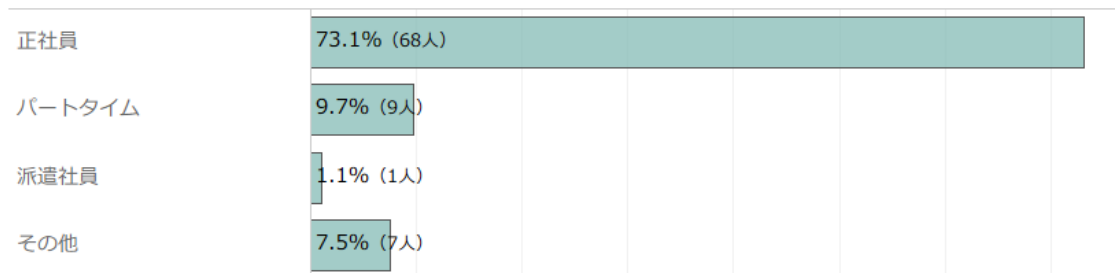 正社員 73.1%（68人）
パートタイム 9.7%（9人）
派遣社員 1.1%（1人）
その他 7.5%（7人）